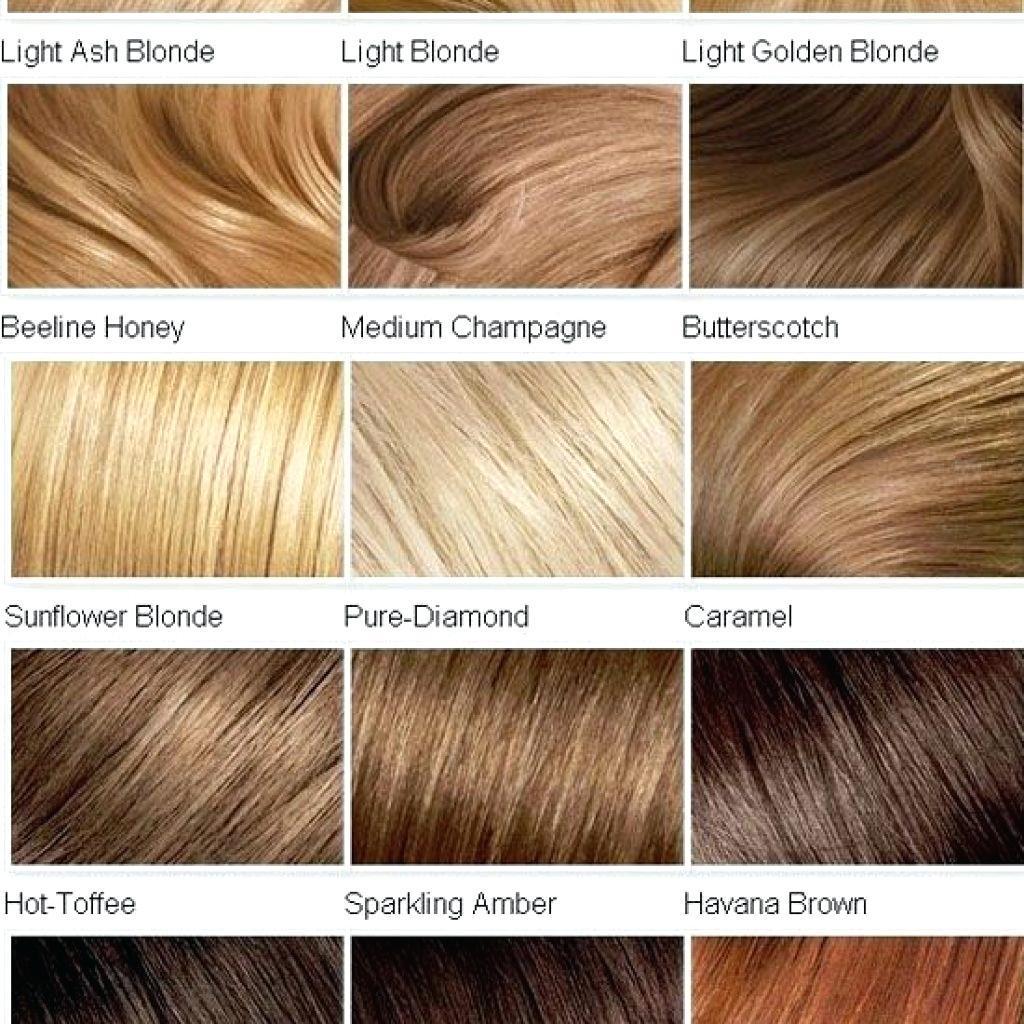 Light Ash Blonde
Light Blonde
Light Golden Blonde
Beeline Honey
Medium Champagne
Butterscotch
Sunflower Blonde
Pure-Diamond
Caramel
Hot-Toffee
Sparkling Amber
Havana Brown